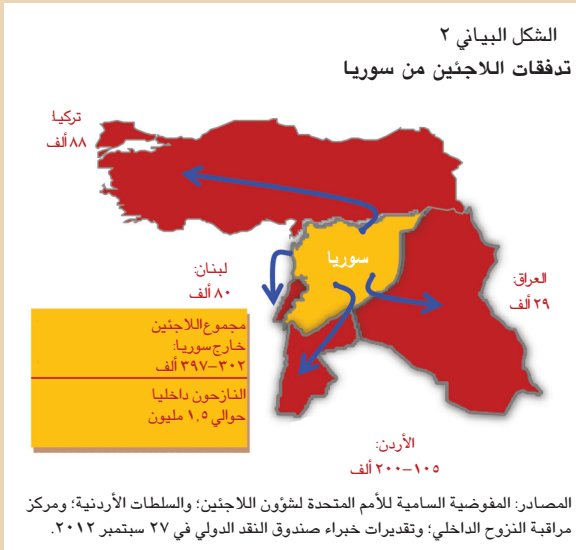 الشكل البياني ٢
تدفقات اللاجئين من سوريا
تركيا:
٨٨ ألف
سوريا
لبنان:
٨٠ ألف
العراق:
٢٩ ألف
مجموع اللاجئين
خارج سوريا:
٣٠٢–٣٩٧ ألف
النازحون داخليا
حوالي ١,٥ مليون
الأردن:
١٠٥–٢٠٠ ألف
المصادر: المفوضية السامية للأمم المتحدة لشؤون اللاجئين؛ والسلطات الأردنية؛ ومركز
مراقبة النزوح الداخلي؛ وتقديرات خبراء صندوق النقد الدولي في ٢٧ سبتمبر ٢٠١٢.